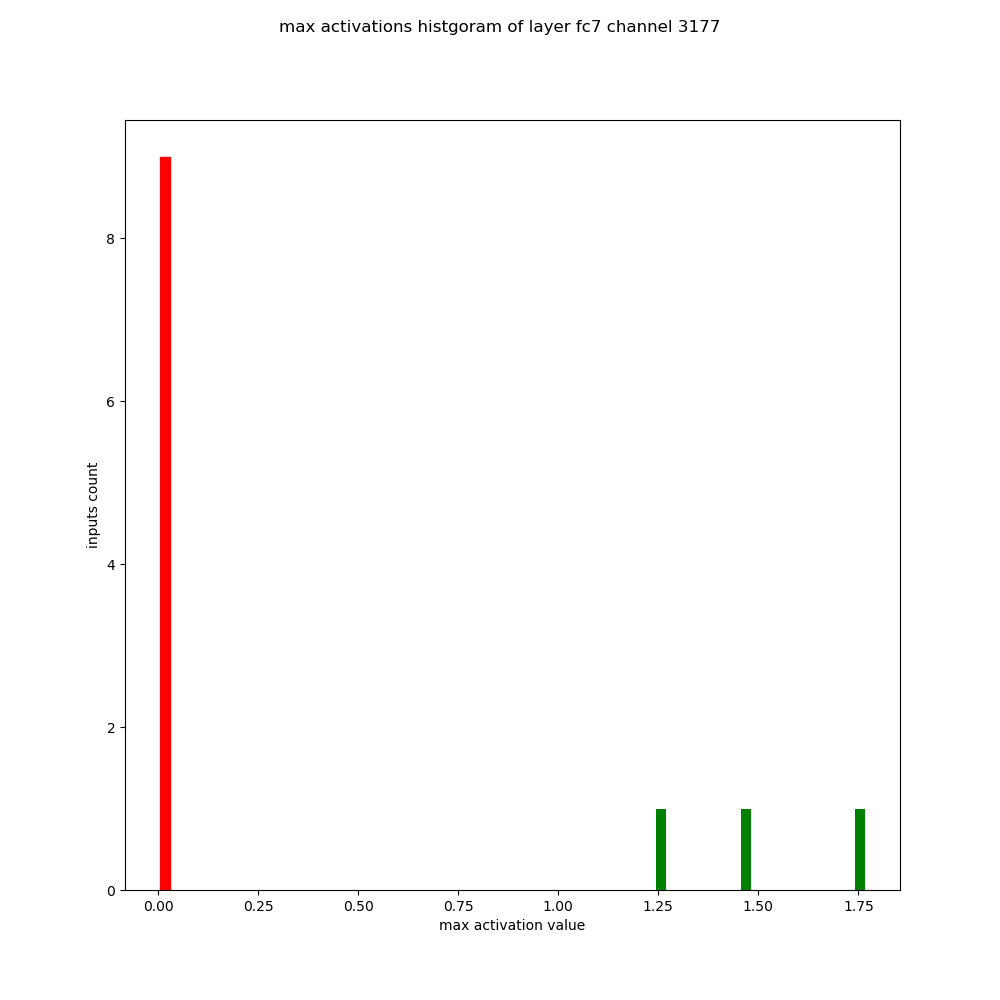 max activations histgoram of layer fc7 channel 3177
8
6
4
2
0
inputs count
0.00 0.25 0.50 0.75 1.00 1.25 1.50 1.75
max activation value